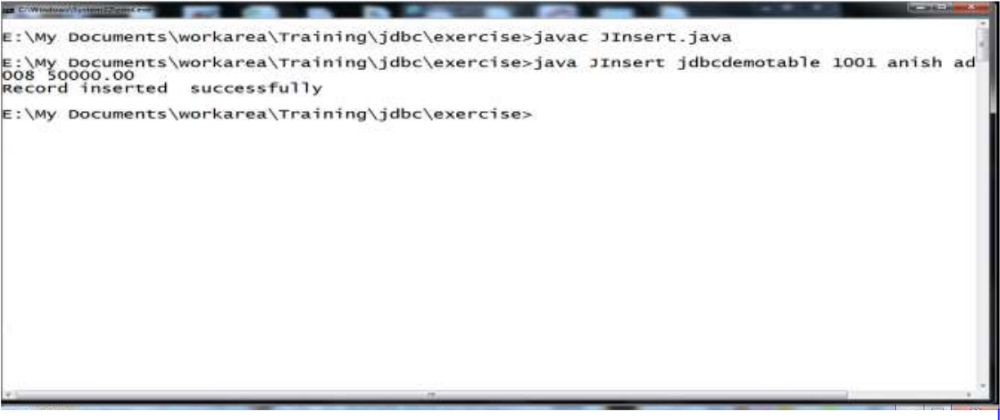 C:\Windows\System32\cmd.exe
E:\My Documents\workarea\Training\jdbc\exercise>javac JInsert.java
E:\My Documents\workarea\Training\jdbc\exercise>java JInsert jdbcdemotable 1001 anish ad
008 50000.00
Record inserted  successfully
E:\My Documents\workarea\Training\jdbc\exercise>